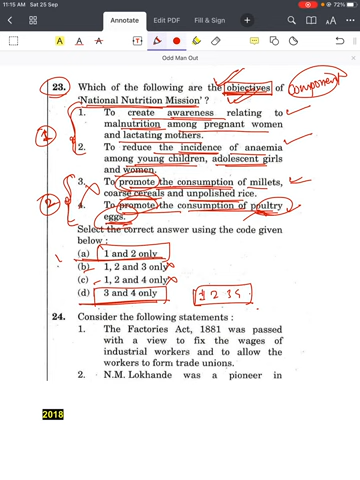 11:15 AM Sat 25 Sep
72%
Annotate
Edit
Fill & Sign
Odd Man Out
23. Which of the following are the objectives of component
'National Nutrition Mission' ?
1. To create awareness relating to
malnutrition among pregnant women
and lactating mothers.
2. To reduce the incidence of anaemia
among young children, adolescent girls
and women.
3. To promote the consumption of millets,
coarse cereals and unpolished rice.
4. To promote the consumption of poultry
eggs.
1
2
Select the correct answer using the code given
below :
(a) 1 and 2 only
(b) 1, 2 and 3 only
(c) 1, 2 and 4 only
(d) 3 and 4 only
24. Consider the following statements :
1. The Factories Act, 1881 was passed
with a view to fix the wages of
industrial workers and to allow the
workers to form trade unions.
2. N.M. Lokhande was a pioneer in
2018